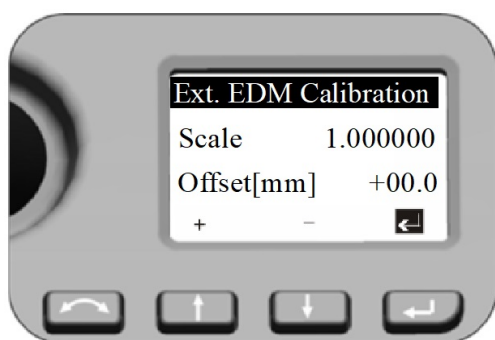 Ext. EDM Calibration
Scale 1.000000
Offset[mm] +00.0
+ -